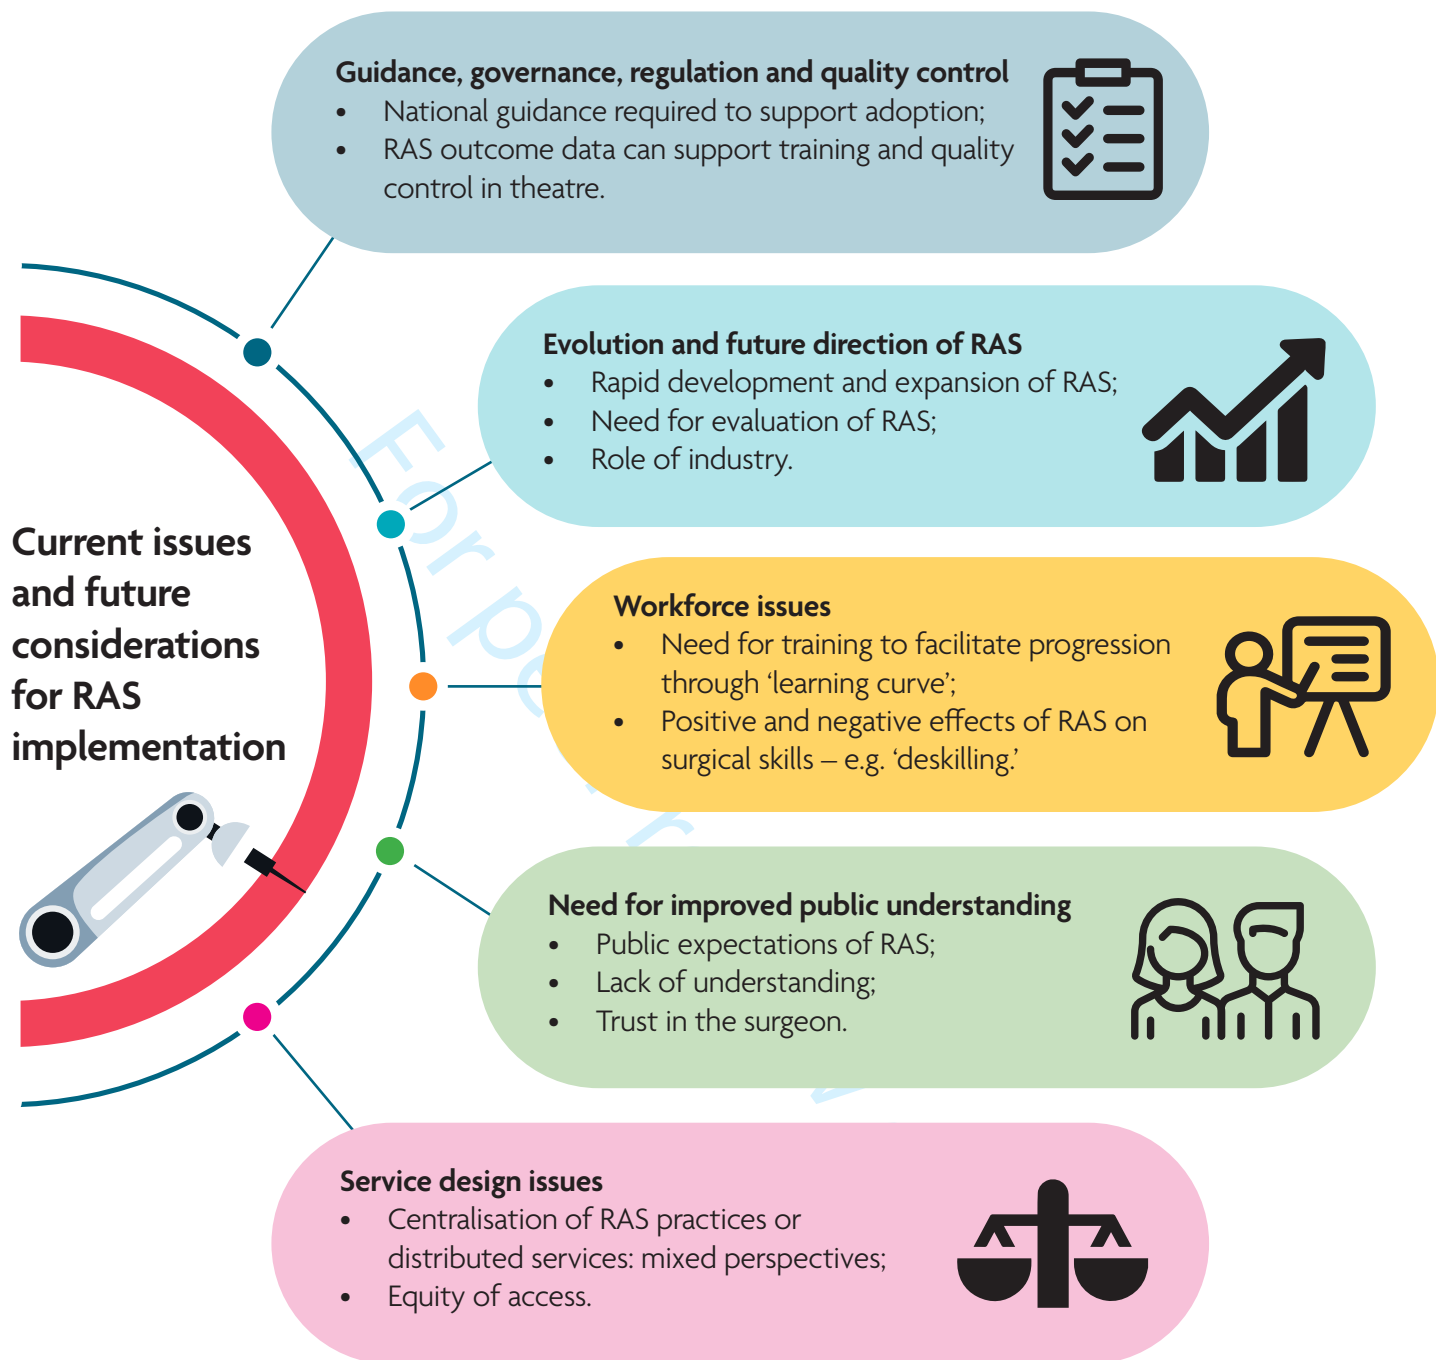 Guidance, governance, regulation and quality control
• National guidance required to support adoption;
• RAS outcome data can support training and quality
control in theatre.
Evolution and future direction of RAS
• Rapid development and expansion of RAS;
• Need for evaluation of RAS;
• Role of industry.
Current issues
and future
considerations
for RAS
implementation
Workforce issues
• Need for training to facilitate progression
through ‘learning curve’;
• Positive and negative effects of RAS on
surgical skills – e.g. ‘deskilling.’
Need for improved public understanding
• Public expectations of RAS;
• Lack of understanding;
• Trust in the surgeon.
Service design issues
• Centralisation of RAS practices or
distributed services: mixed perspectives;
• Equity of access.
For